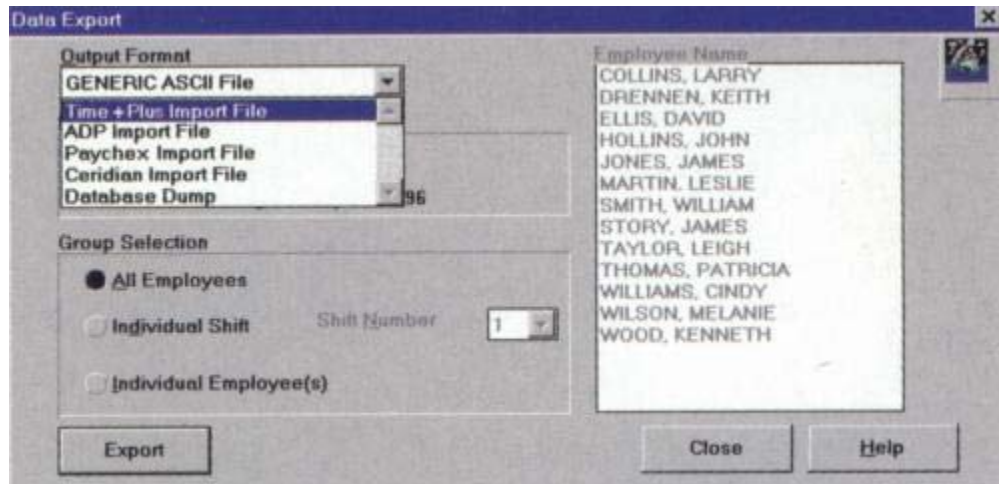 Data Export
Output Format
GENERIC ASCII File
Time + Plus Import File
ADP Import File
Paychex Import File
Ceridian Import File
Database Dump
96
Group Selection
All Employees
Individual Shift
Shift Number
1
Individual Employee(s)
Export
Employee Name
COLLINS, LARRY
DRENNEN, KEITH
ELLIS, DAVID
HOLLINS, JOHN
JONES, JAMES
MARTIN, LESLIE
SMITH, WILLIAM
STORY, JAMES
TAYLOR, LEIGH
THOMAS, PATRICIA
WILLIAMS, CINDY
WILSON, MELANIE
WOOD, KENNETH
Close
Help